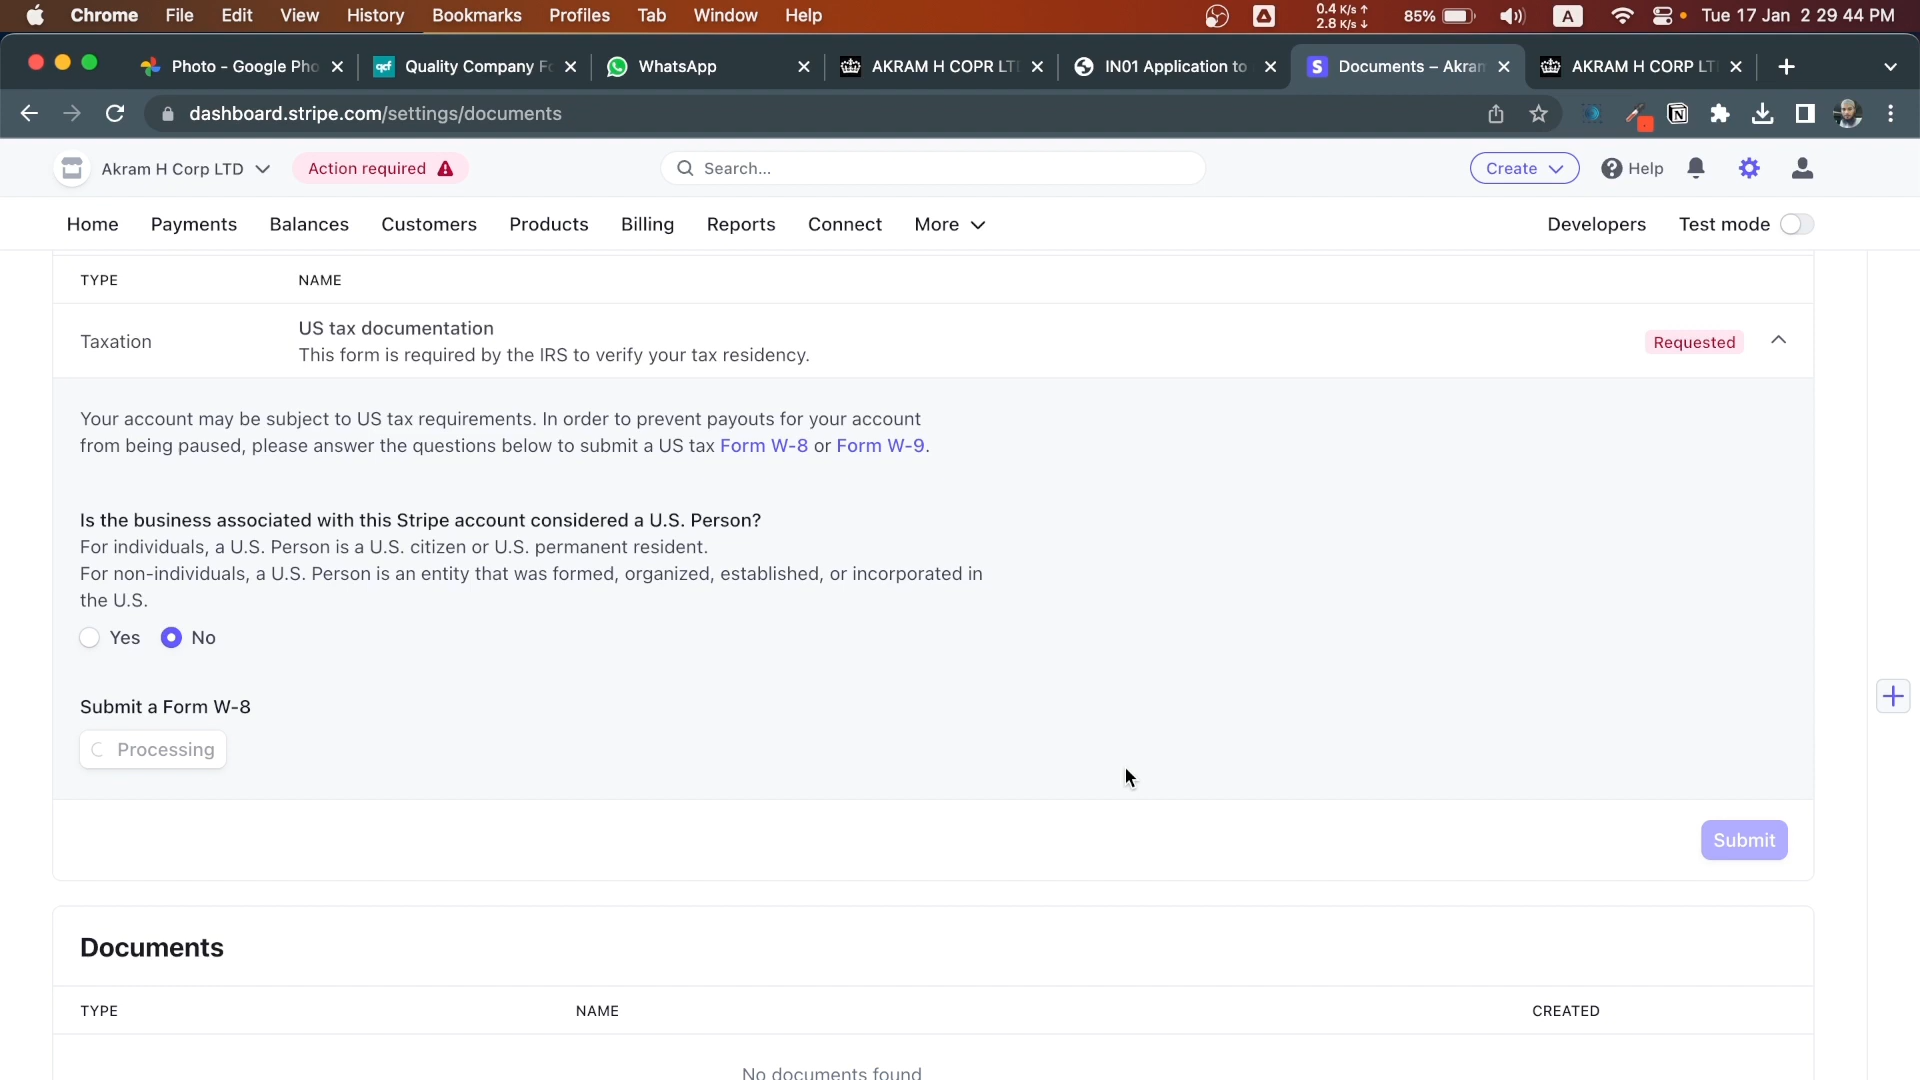 Chrome File Edit View History Bookmarks Profiles Tab Window Help 0.4 K/s ↑ 2.8 K/s ↓ 85% A Tue 17 Jan 2 29 44 PM
Photo - Google Pho
qcf Quality Company Fo
WhatsApp
AKRAM H COPR LT
IN01 Application to
S Documents – Akram
AKRAM H CORP LT
dashboard.stripe.com/settings/documents
Akram H Corp LTD Action required Search... Create Help
Home Payments Balances Customers Products Billing Reports Connect More Developers Test mode
TYPE NAME
Taxation US tax documentation
This form is required by the IRS to verify your tax residency.
Requested
Your account may be subject to US tax requirements. In order to prevent payouts for your account
from being paused, please answer the questions below to submit a US tax Form W-8 or Form W-9.
Is the business associated with this Stripe account considered a U.S. Person?
For individuals, a U.S. Person is a U.S. citizen or U.S. permanent resident.
For non-individuals, a U.S. Person is an entity that was formed, organized, established, or incorporated in
the U.S.
Yes No
Submit a Form W-8
Processing
Submit
Documents
TYPE NAME CREATED
No documents found